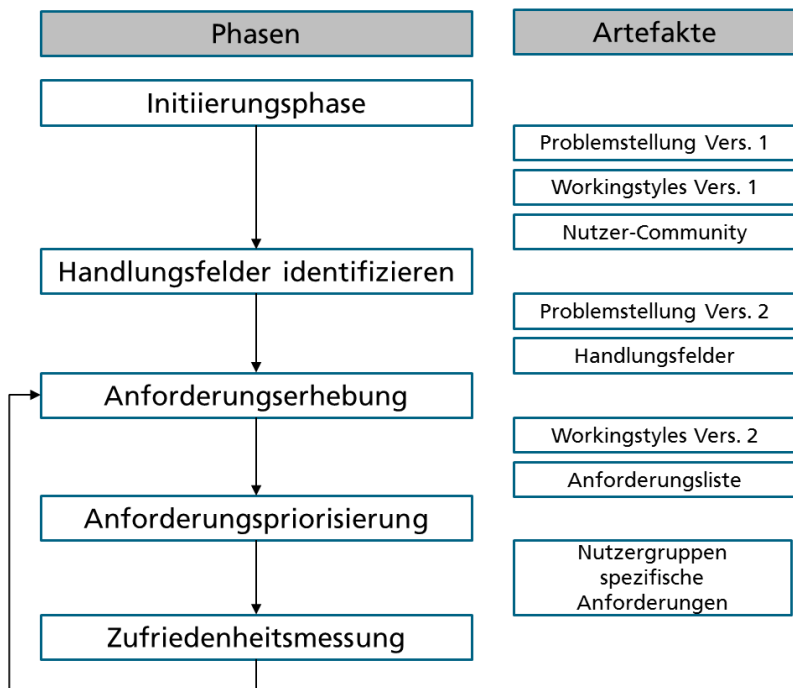 Phasen
Artefakte
Initiierungsphase
Problemstellung Vers. 1
Workingstyles Vers. 1
Nutzer-Community
Handlungsfelder identifizieren
Problemstellung Vers. 2
Handlungsfelder
Anforderungserhebung
Workingstyles Vers. 2
Anforderungsliste
Anforderungspriorisierung
Nutzergruppen
spezifische
Anforderungen
Zufriedenheitsmessung